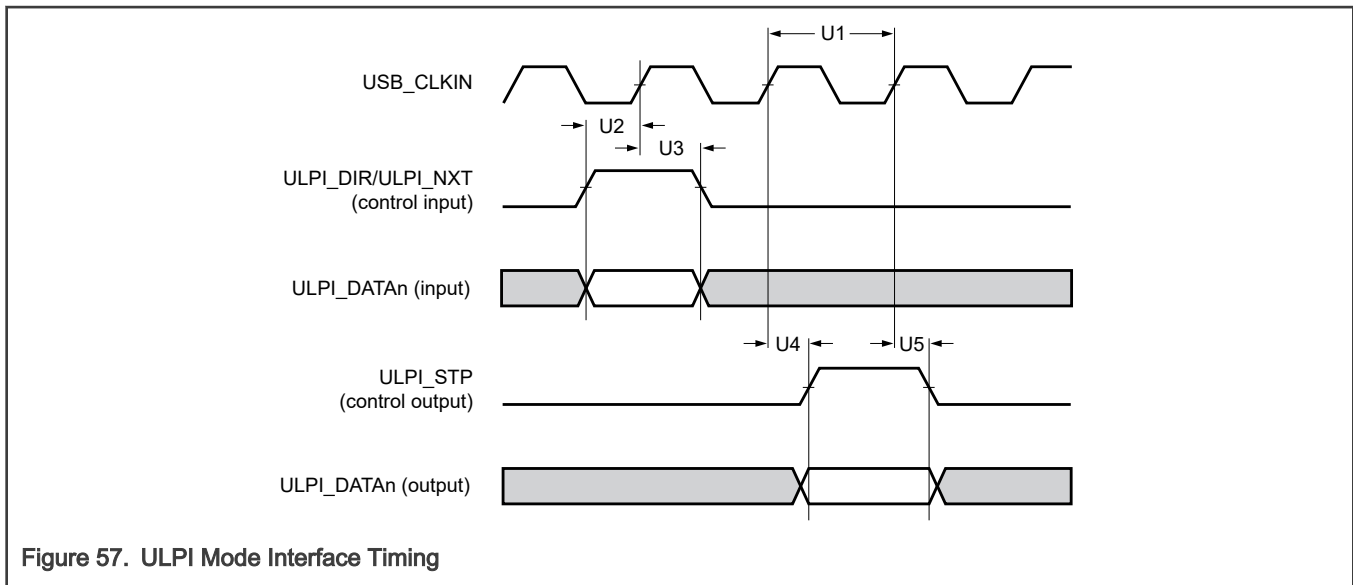 U1
USB_CLKIN
U2
U3
ULPI_DIR/ULPI_NXT
(control input)
ULPI_DATAn (input)
U4
U5
ULPI_STP
(control output)
ULPI_DATAn (output)
Figure 57. ULPI Mode Interface Timing